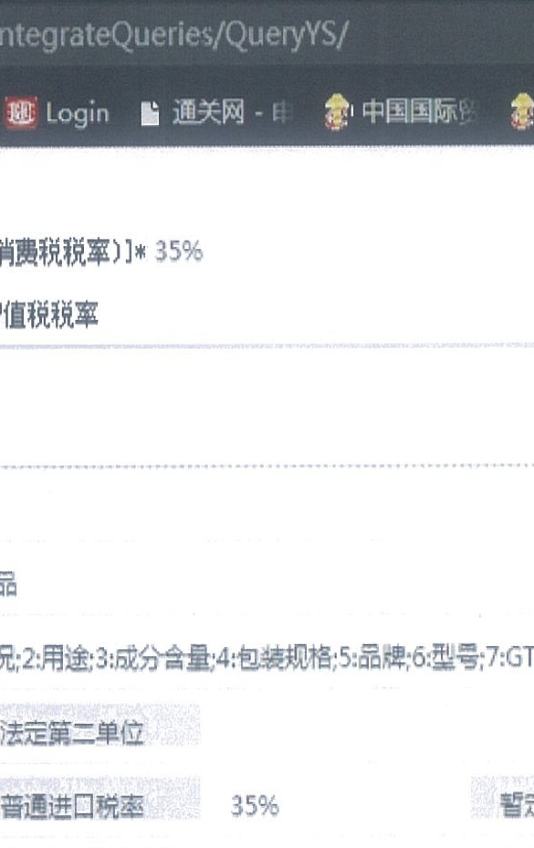 ntegrateQueries/QueryYS/
Login 通关网 - 申 中国国际贸
消费税税率)]* 35%
值税税率
品
况;2:用途;3:成分含量;4:包装规格;5:品牌;6:型号;7:GT
法定第二单位
普通进口税率 35% 暂定